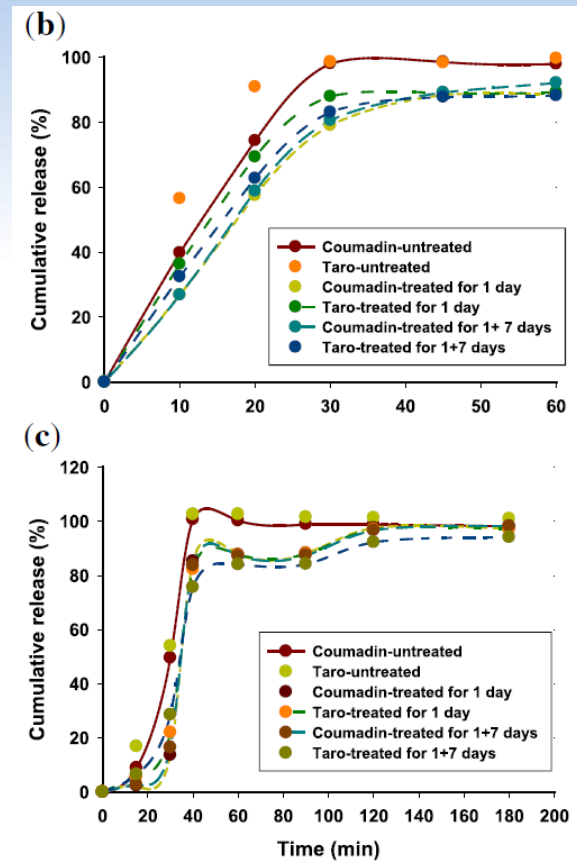 (b)
100
80
60
40
20
0
Cumulative release (%)
Coumadin-untreated
Taro-untreated
Coumadin-treated for 1 day
Taro-treated for 1 day
Coumadin-treated for 1+ 7 days
Taro-treated for 1+7 days
0 10 20 30 40 50 60
(c)
120
100
80
60
40
20
0
Cumulative release (%)
Coumadin-untreated
Taro-untreated
Coumadin-treated for 1 day
Taro-treated for 1 day
Coumadin-treated for 1+7 days
Taro-treated for 1+7 days
0 20 40 60 80 100 120 140 160 180 200
Time (min)